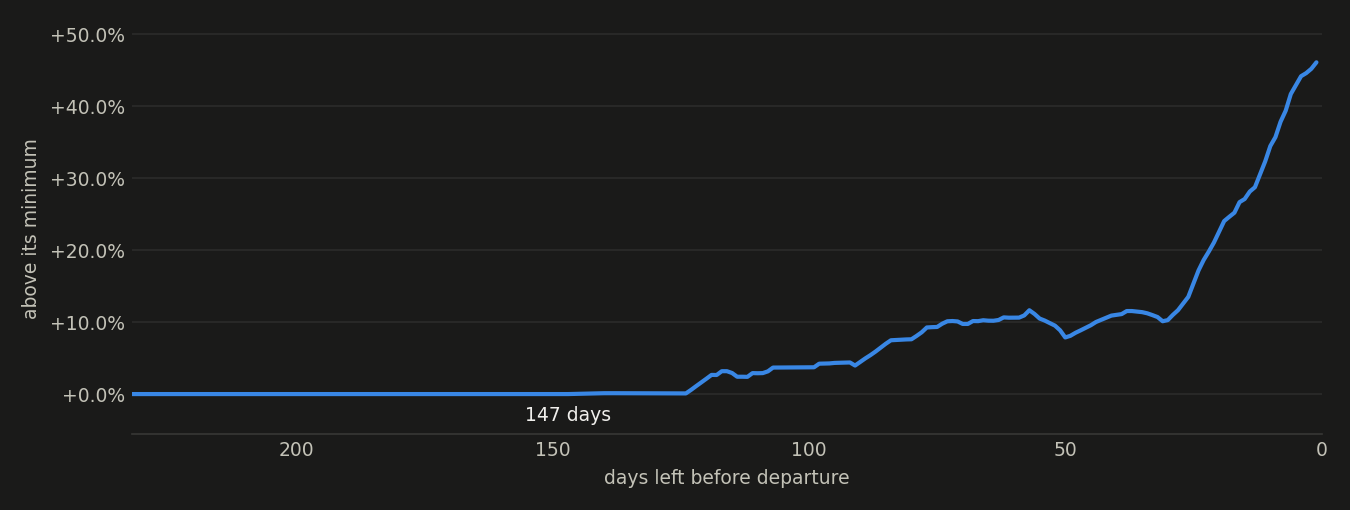 +50.0%
+40.0%
+30.0%
+20.0%
+10.0%
+0.0%
above its minimum
147 days
200 150 100 50 0
days left before departure